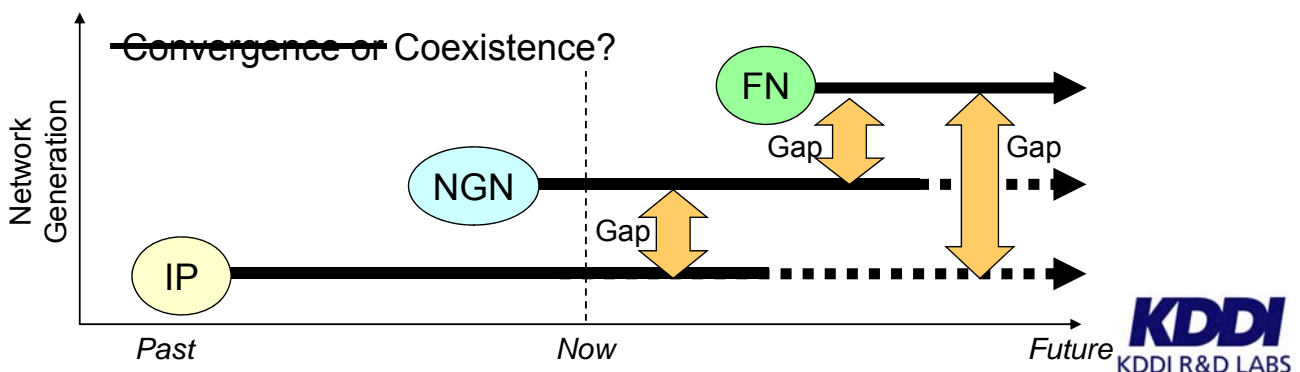 Convergence or Coexistence?
FN
Gap
Gap
NGN
Gap
IP
Network
Generation
Past
Now
Future
KDDI
KDDI R&D LABS